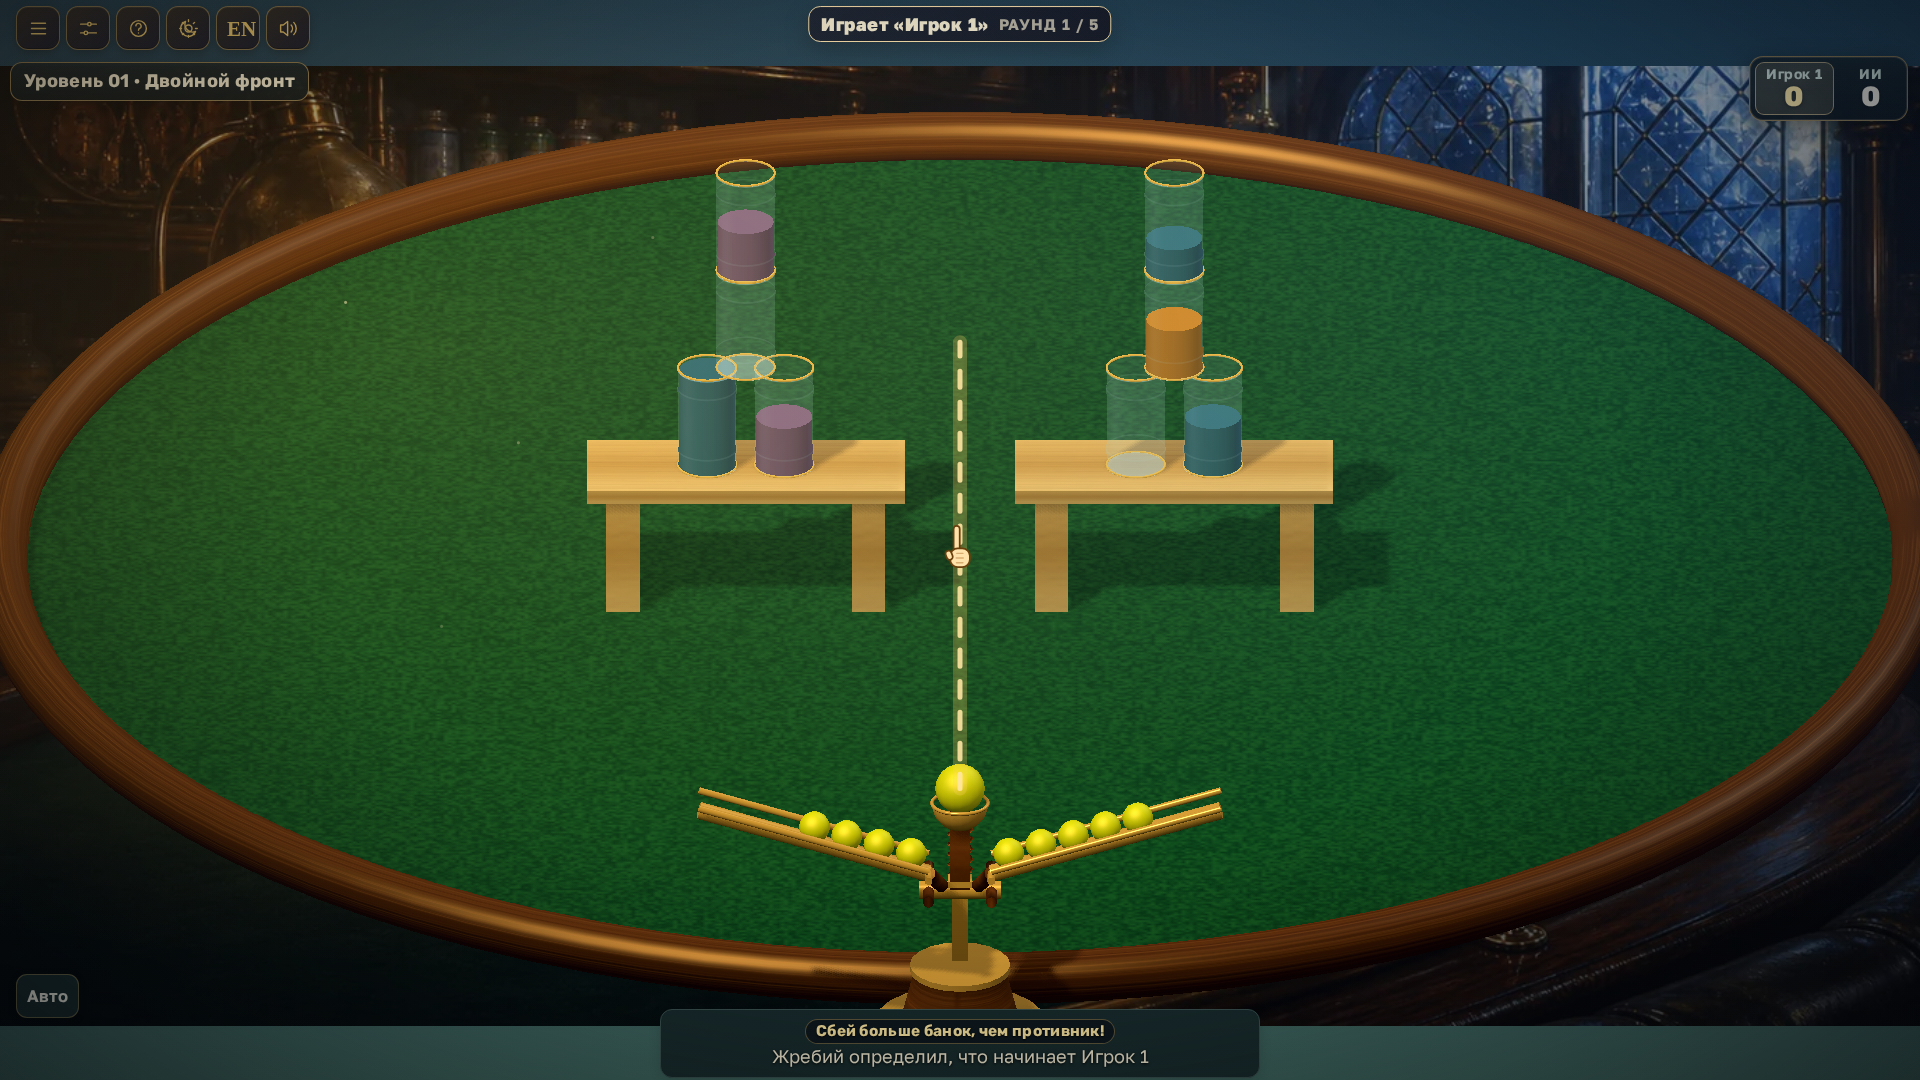 EN
Играет «Игрок 1» РАУНД 1 / 5
Уровень 01 • Двойной фронт
Игрок 1 ИИ
0 0
Авто
Сбей больше банок, чем противник!
Жребий определил, что начинает Игрок 1